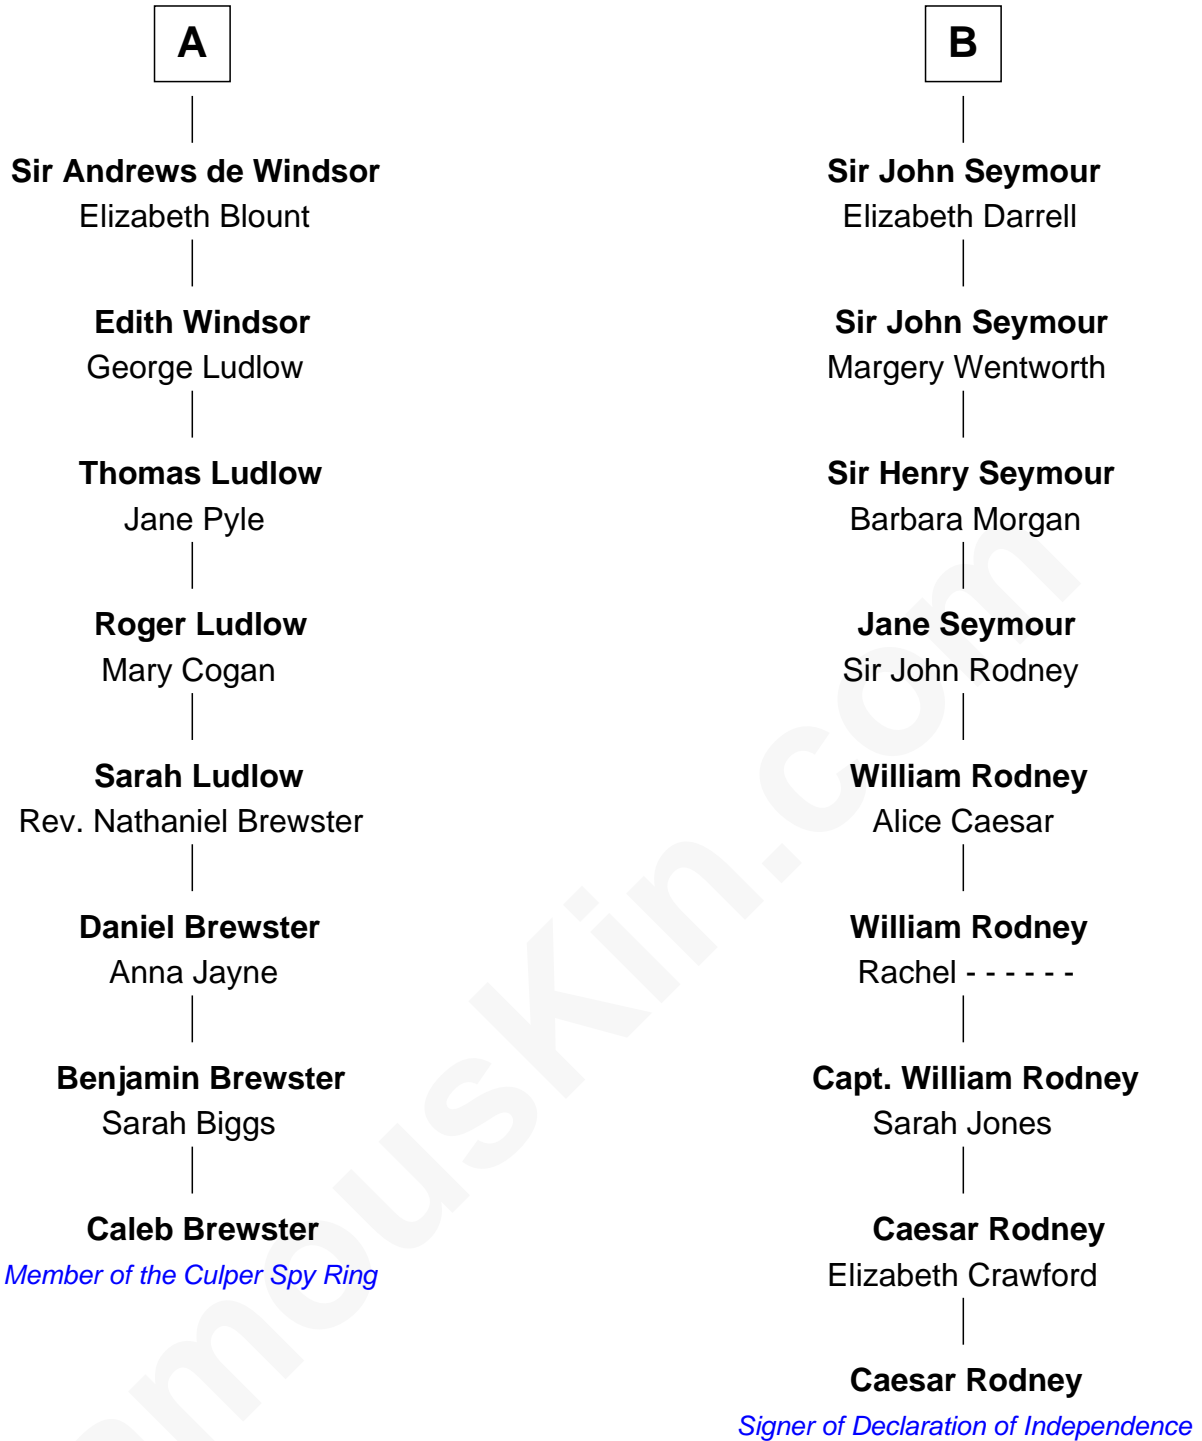 A
Sir Andrews de Windsor
Elizabeth Blount
Edith Windsor
George Ludlow
Thomas Ludlow
Jane Pyle
Roger Ludlow
Mary Cogan
Sarah Ludlow
Rev. Nathaniel Brewster
Daniel Brewster
Anna Jayne
Benjamin Brewster
Sarah Biggs
Caleb Brewster
Member of the Culper Spy Ring
B
Sir John Seymour
Elizabeth Darrell
Sir John Seymour
Margery Wentworth
Sir Henry Seymour
Barbara Morgan
Jane Seymour
Sir John Rodney
William Rodney
Alice Caesar
William Rodney
Rachel - - - - - -
Capt. William Rodney
Sarah Jones
Caesar Rodney
Elizabeth Crawford
Caesar Rodney
Signer of Declaration of Independence
amousKin.com